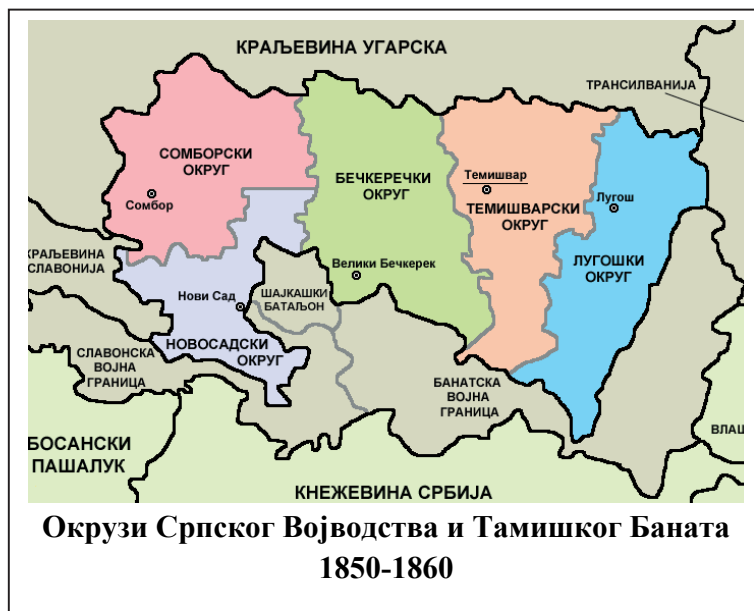 КРАЉЕВИНА УГАРСКА
ТРАНСИЛВАНИЈА
СОМБОРСКИ
ОКРУГ
Сомбор
БЕЧКЕРЕЧКИ
ОКРУГ
Темишвар
ТЕМИШВАРСКИ
ОКРУГ
Лугош
ЛУГОШКИ
ОКРУГ
КРАЉЕВИНА
СЛАВОНИЈА
Велики Бечкерек
ШАЈКАШКИ
БАТАЉОН
Нови Сад
НОВОСАДСКИ
ОКРУГ
СЛАВОНСКА
ВОЈНА
ГРАНИЦА
БАНАТСКА
ВОЈНА
ГРАНИЦА
БОСАНСКИ
ПАШАЛУК
ВЛАШ
КНЕЖЕВИНА СРБИЈА
Окрузи Српског Војводства и Тамишког Баната
1850-1860